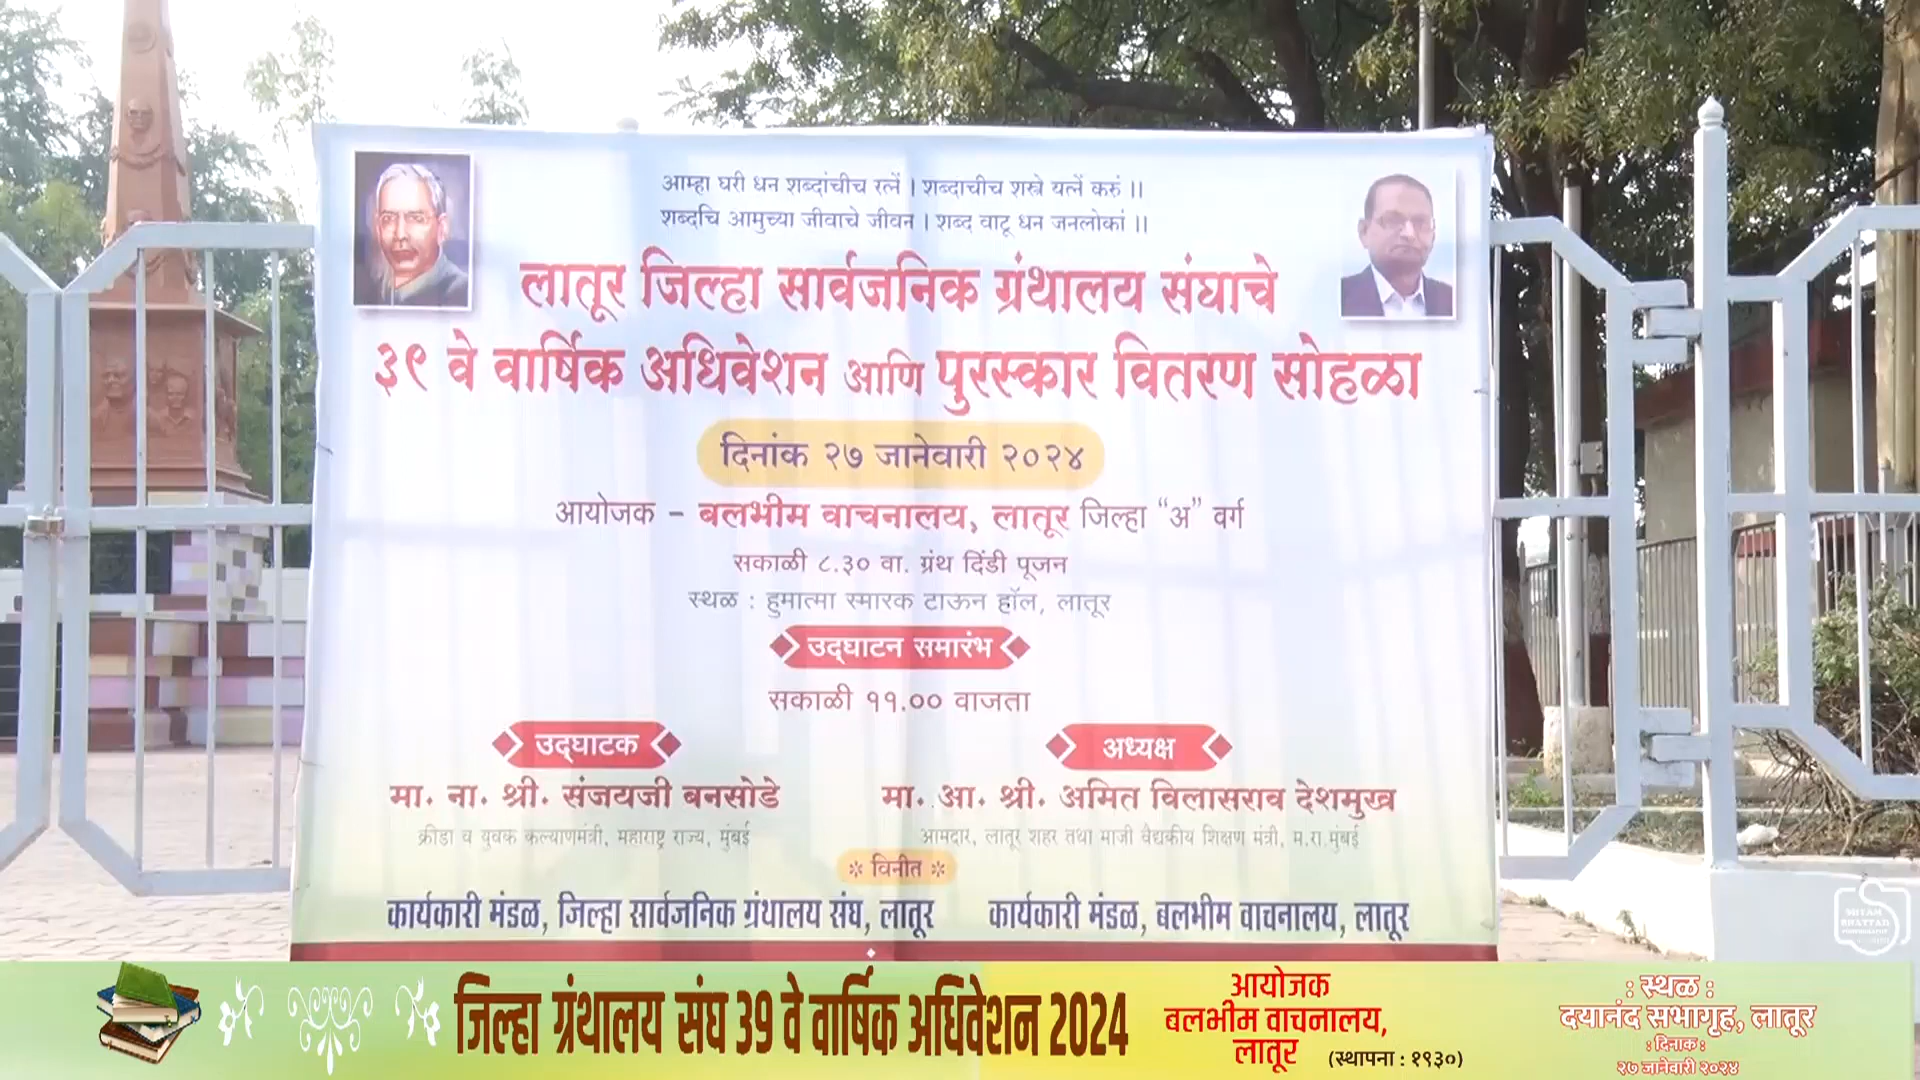 आम्हा घरी धन शब्दांचीच रत्नें । शब्दाचीच शस्त्रे यत्नें करुं ।।
शब्दचि आमुच्या जीवाचे जीवन । शब्द वाटू धन जनलोकां ।।
लातूर जिल्हा सार्वजनिक ग्रंथालय संघाचे
३९ वे वार्षिक अधिवेशन आणि पुरस्कार वितरण सोहळा
दिनांक २७ जानेवारी २०२४
आयोजक - बलभीम वाचनालय, लातूर जिल्हा “अ” वर्ग
सकाळी ८.३० वा. ग्रंथ दिंडी पूजन
स्थळ : हुमात्मा स्मारक टाऊन हॉल, लातूर
उद्‌घाटन समारंभ
सकाळी ११.०० वाजता
उद्‌घाटक
अध्यक्ष
मा. ना. श्री. संजयजी बनसोडे
मा. आ. श्री. अमित विलासराव देशमुख
क्रीडा व युवक कल्याणमंत्री, महाराष्ट्र राज्य, मुंबई
आमदार, लातूर शहर तथा माजी वैद्यकीय शिक्षण मंत्री, म.रा.मुंबई
विनीत
कार्यकारी मंडळ, जिल्हा सार्वजनिक ग्रंथालय संघ, लातूर
कार्यकारी मंडळ, बलभीम वाचनालय, लातूर
जिल्हा ग्रंथालय संघ 39 वे वार्षिक अधिवेशन 2024
आयोजक
बलभीम वाचनालय,
लातूर
(स्थापना : १९३०)
: स्थळ :
दयानंद सभागृह, लातूर
: दिनांक :
२७ जानेवारी २०२४